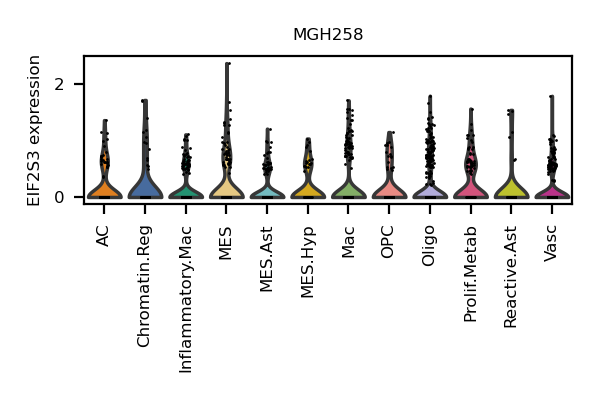 MGH258
EIF2S3 expression
2
0
AC
Chromatin.Reg
Inflammatory.Mac
MES
MES.Ast
MES.Hyp
Mac
OPC
Oligo
Prolif.Metab
Reactive.Ast
Vasc